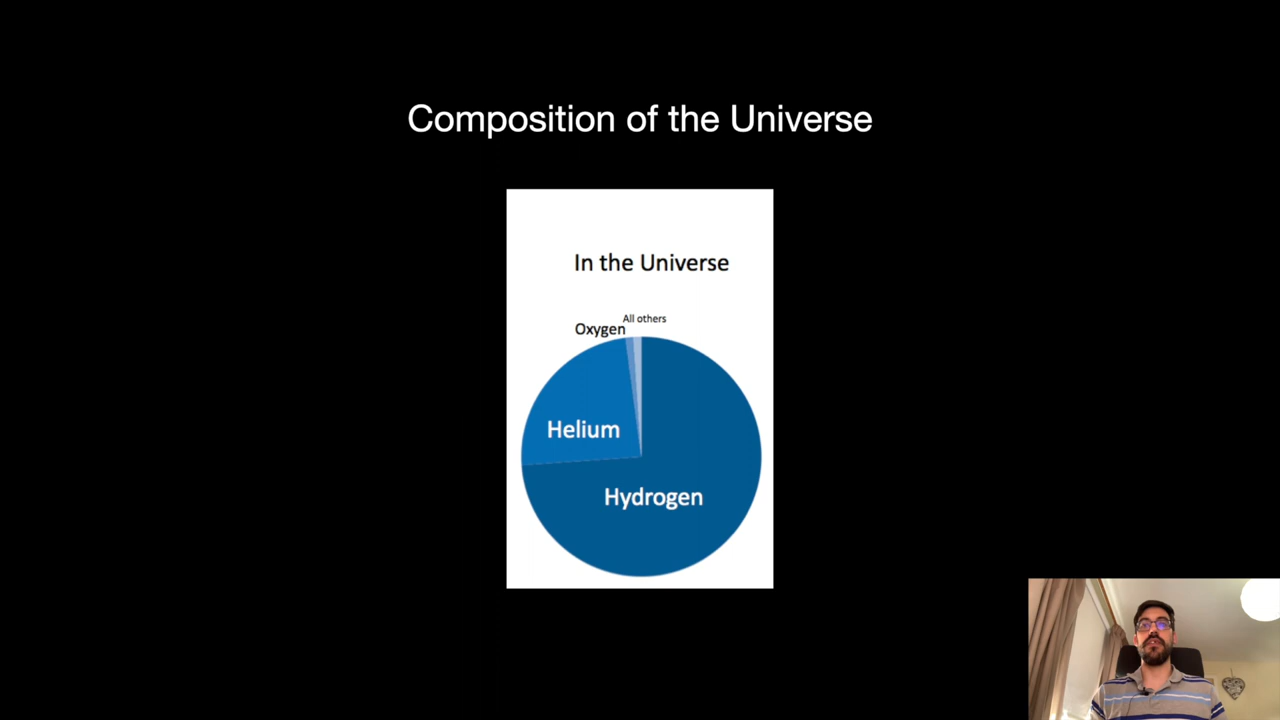 Composition of the Universe
In the Universe
All others
Oxygen
Helium
Hydrogen